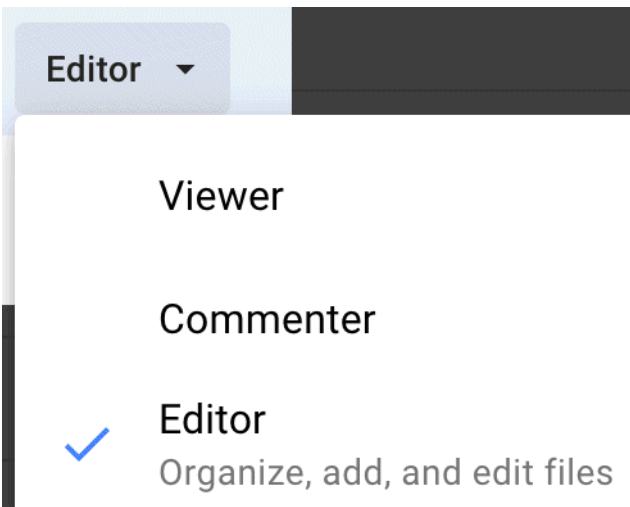 Editor
Viewer
Commenter
Editor
Organize, add, and edit files